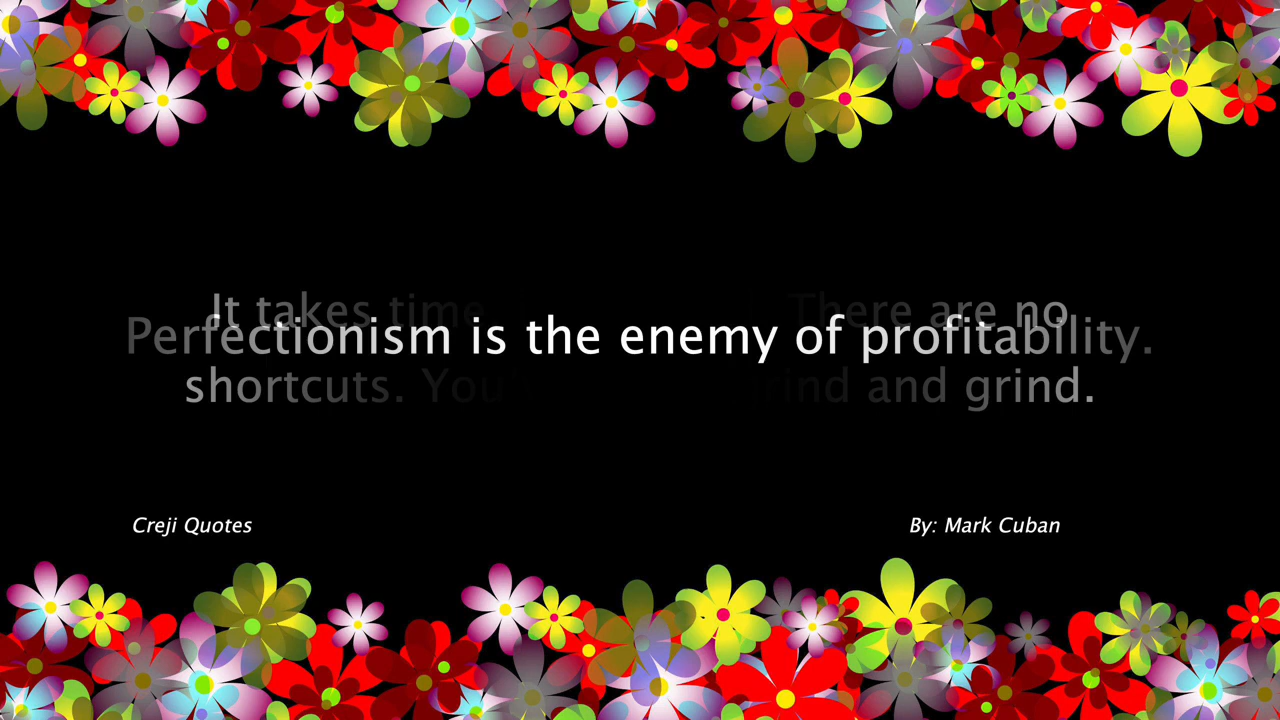 It takes time There are no
Perfectionism is the enemy of profitability.
shortcuts. You and grind.
Creji Quotes
By: Mark Cuban